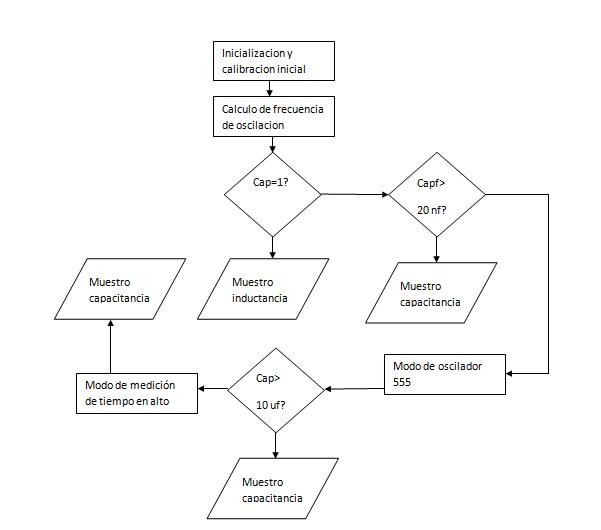 Inicializacion y
calibracion inicial
Calculo de frecuencia
de oscilacion
Cap=1?
Capf>
20 nf?
Muestro
capacitancia
Muestro
inductancia
Muestro
capacitancia
Modo de oscilador
555
Cap>
10 uf?
Modo de medición
de tiempo en alto
Muestro
capacitancia